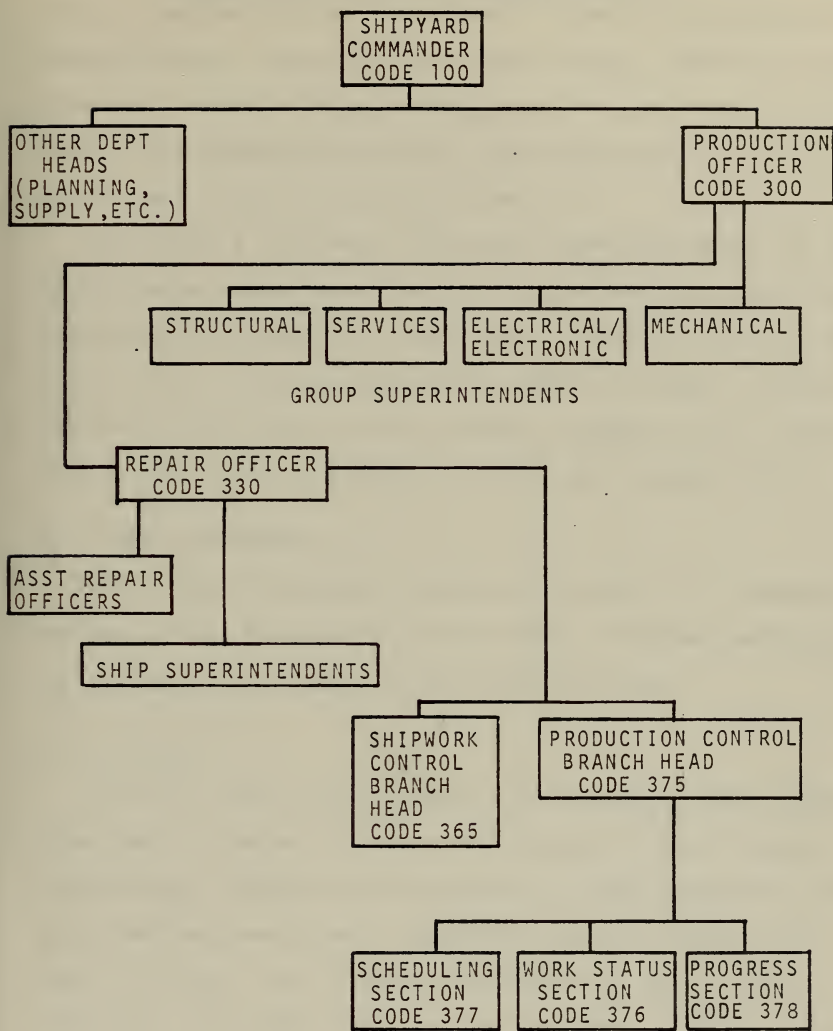 SHIPYARD
COMMANDER
CODE 100
OTHER DEPT
HEADS
(PLANNING,
SUPPLY,ETC.)
PRODUCTION
OFFICER
CODE 300
STRUCTURAL
SERVICES
ELECTRICAL/
ELECTRONIC
MECHANICAL
GROUP SUPERINTENDENTS
REPAIR OFFICER
CODE 330
ASST REPAIR
OFFICERS
SHIP SUPERINTENDENTS
SHIPWORK
CONTROL
BRANCH
HEAD
CODE 365
PRODUCTION CONTROL
BRANCH HEAD
CODE 375
SCHEDULING
SECTION
CODE 377
WORK STATUS
SECTION
CODE 376
PROGRESS
SECTION
CODE 378